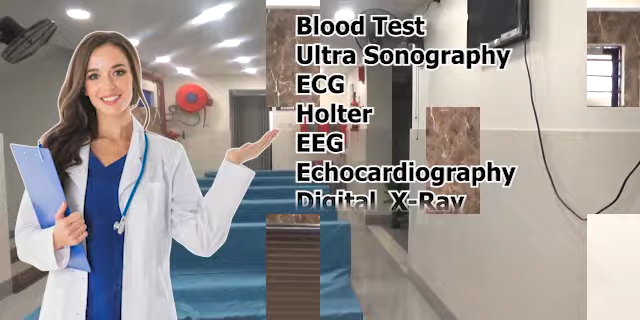 Blood Test
Ultra Sonography
ECG
Holter
EEG
Echocardiography
Digital X-Ray